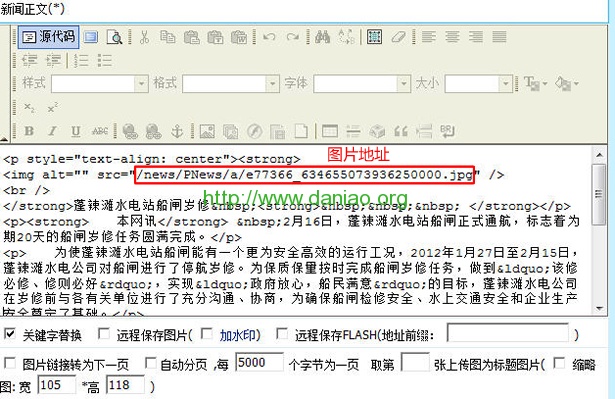 新闻正文(*)
源代码
样式 格式 字体 大小
B I U ABC
图片地址
<p style="text-align: center"><strong>
<img alt="" src="/news/PNews/a/e77366_634655073936250000.jpg" />
<br />
</strong>蓬辣滩水电站船闸岁修<strong>&nbsp;&nbsp;&nbsp; </strong></p>
http://www.daniao.org
<p><strong>    本网讯</strong> &nbsp;2月16日，蓬辣滩水电站船闸正式通航，标志着为
期20天的船闸岁修任务圆满完成。</p>
<p>    为使蓬辣滩水电站船闸能有一个更为安全高效的运行工况，2012年1月27日至2月15日，
蓬辣滩水电公司对船闸进行了停航岁修。为保质保量按时完成船闸岁修任务，做到&ldquo;该修
必修、修则必好&rdquo;，实现&ldquo;政府放心，船民满意&rdquo;的目标，蓬辣滩水电公司
在岁修前与各有关单位进行了充分沟通、协商，为确保船闸检修安全、水上交通安全和企业生产
安全奠定了基础。</p>
关键字替换 远程保存图片( 加水印) 远程保存FLASH(地址前缀: )
图片链接转为下一页 自动分页 ,每 5000 个字节为一页 取第 张上传图为标题图片( 缩略
图: 宽 105 *高 118 )